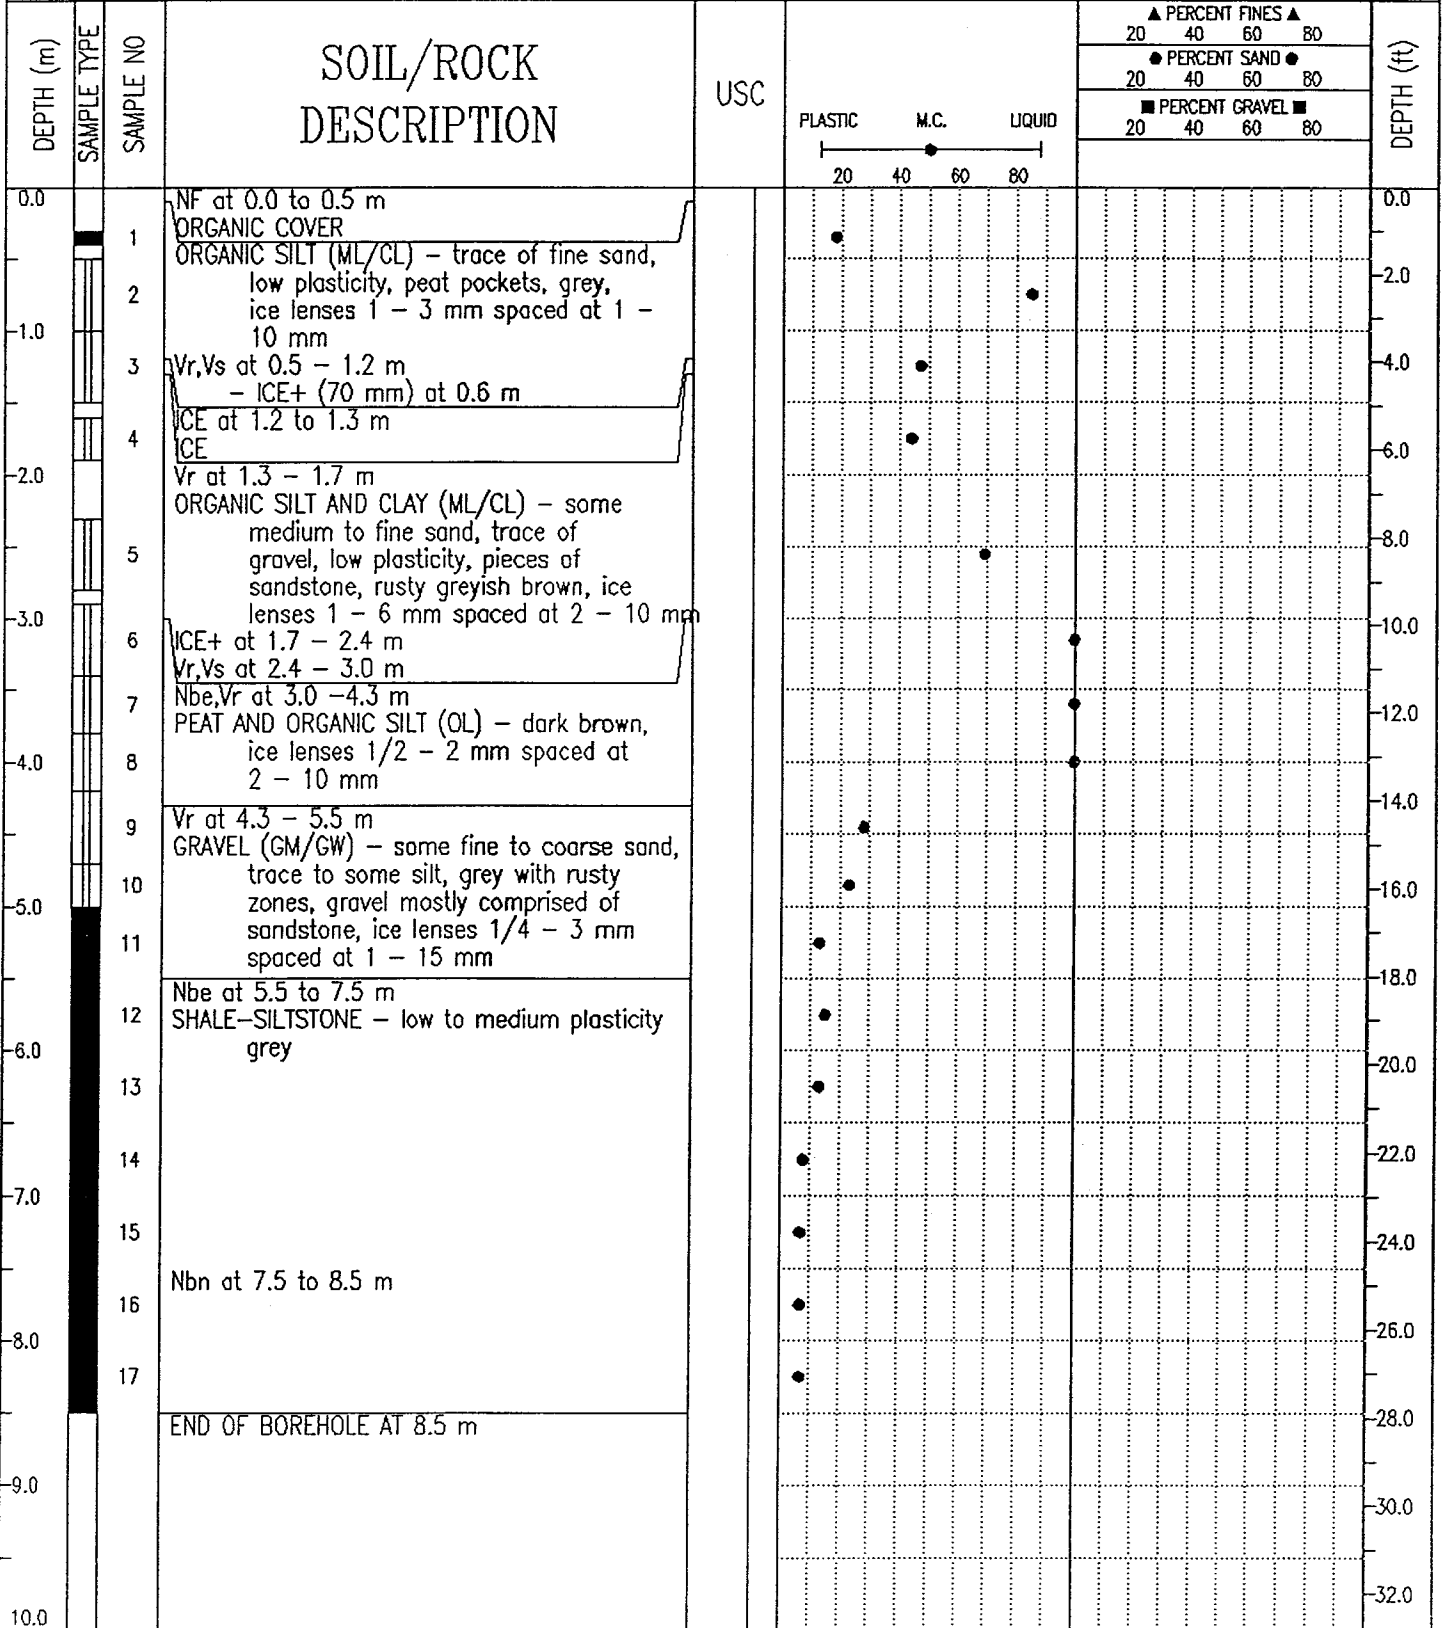 DEPTH (m)
SAMPLE TYPE
SAMPLE NO
SOIL/ROCK
DESCRIPTION
USC
PLASTIC M.C. LIQUID
20 40 60 80
▲ PERCENT FINES ▲
20 40 60 80
● PERCENT SAND ●
20 40 60 80
■ PERCENT GRAVEL ■
20 40 60 80
DEPTH (ft)
0.0
1.0
2.0
3.0
4.0
5.0
6.0
7.0
8.0
9.0
10.0
1
2
3
4
5
6
7
8
9
10
11
12
13
14
15
16
17
NF at 0.0 to 0.5 m
ORGANIC COVER
ORGANIC SILT (ML/CL) – trace of fine sand,
low plasticity, peat pockets, grey,
ice lenses 1 – 3 mm spaced at 1 –
10 mm
Vr,Vs at 0.5 – 1.2 m
– ICE+ (70 mm) at 0.6 m
ICE at 1.2 to 1.3 m
ICE
Vr at 1.3 – 1.7 m
ORGANIC SILT AND CLAY (ML/CL) – some
medium to fine sand, trace of
gravel, low plasticity, pieces of
sandstone, rusty greyish brown, ice
lenses 1 – 6 mm spaced at 2 – 10 mm
ICE+ at 1.7 – 2.4 m
Vr,Vs at 2.4 – 3.0 m
Nbe,Vr at 3.0 –4.3 m
PEAT AND ORGANIC SILT (OL) – dark brown,
ice lenses 1/2 – 2 mm spaced at
2 – 10 mm
Vr at 4.3 – 5.5 m
GRAVEL (GM/GW) – some fine to coarse sand,
trace to some silt, grey with rusty
zones, gravel mostly comprised of
sandstone, ice lenses 1/4 – 3 mm
spaced at 1 – 15 mm
Nbe at 5.5 to 7.5 m
SHALE–SILTSTONE – low to medium plasticity
grey
Nbn at 7.5 to 8.5 m
END OF BOREHOLE AT 8.5 m
0.0
2.0
4.0
6.0
8.0
10.0
12.0
14.0
16.0
18.0
20.0
22.0
24.0
26.0
28.0
30.0
32.0